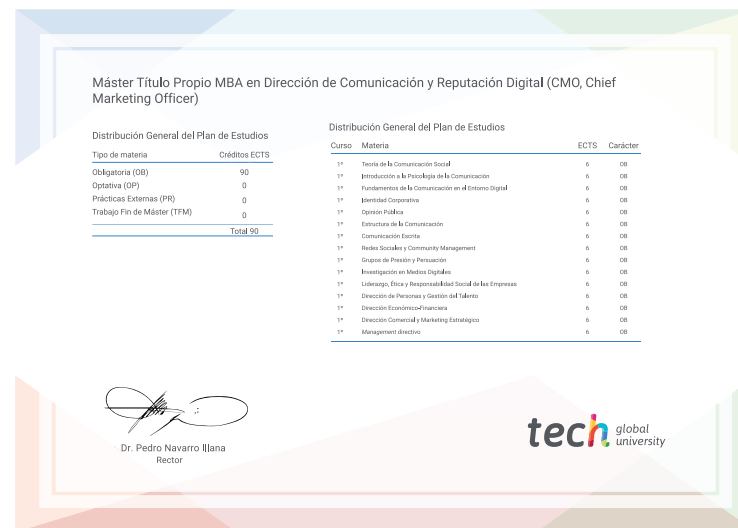 Máster Título Propio MBA en Dirección de Comunicación y Reputación Digital (CMO, Chief
Marketing Officer)
Distribución General del Plan de Estudios
Tipo de materia Créditos ECTS
Obligatoria (OB) 90
Optativa (OP) 0
Prácticas Externas (PR) 0
Trabajo Fin de Máster (TFM) 0
Total 90
Distribución General del Plan de Estudios
Curso Materia ECTS Carácter
1º Teoría de la Comunicación Social 6 OB
1º Introducción a la Psicología de la Comunicación 6 OB
1º Fundamentos de la Comunicación en el Entorno Digital 6 OB
1º Identidad Corporativa 6 OB
1º Opinión Pública 6 OB
1º Estructura de la Comunicación 6 OB
1º Comunicación Escrita 6 OB
1º Redes Sociales y Community Management 6 OB
1º Grupos de Presión y Persuación 6 OB
1º Investigación en Medios Digitales 6 OB
1º Liderazgo, Ética y Responsabilidad Social de las Empresas 6 OB
1º Dirección de Personas y Gestión del Talento 6 OB
1º Dirección Económico-Financiera 6 OB
1º Dirección Comercial y Marketing Estratégico 6 OB
1º Management directivo 6 OB
Dr. Pedro Navarro Illana
Rector
tech global
university